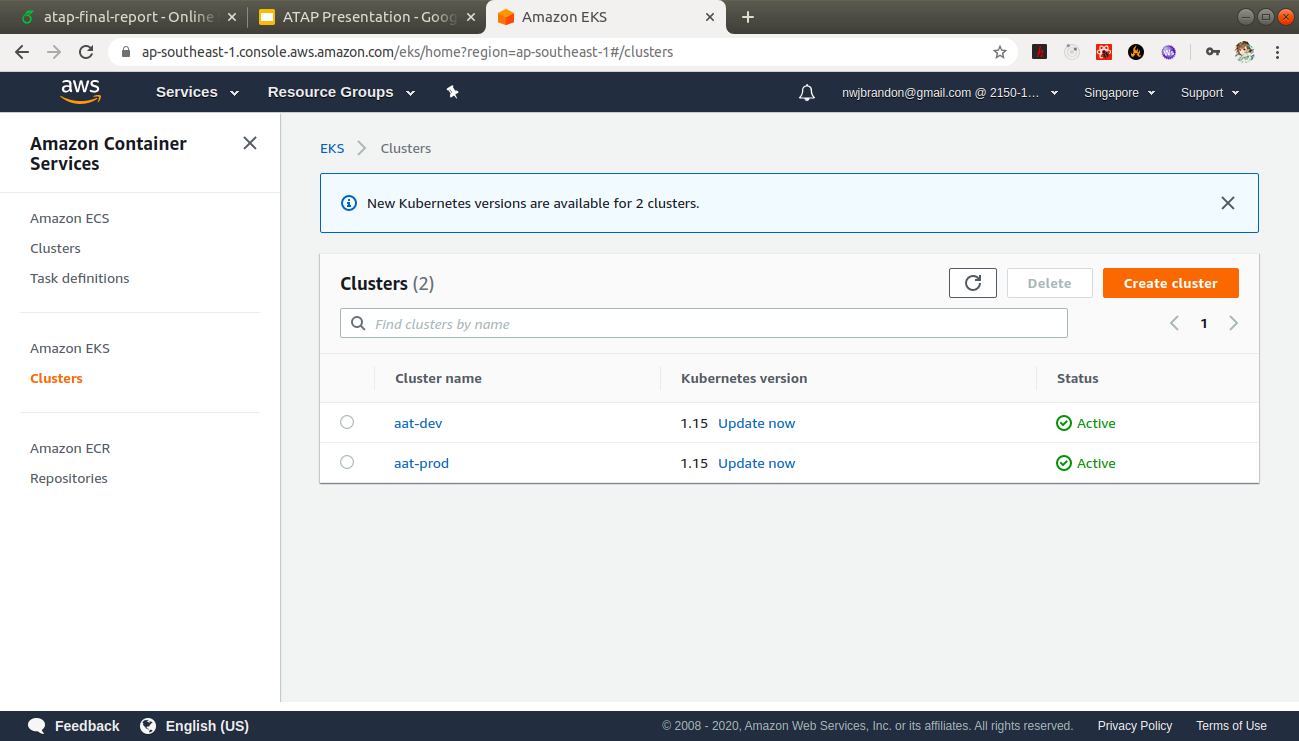 atap-final-report - Online
ATAP Presentation - Goog
Amazon EKS
ap-southeast-1.console.aws.amazon.com/eks/home?region=ap-southeast-1#/clusters
aws
Services
Resource Groups
nwjbrandon@gmail.com @ 2150-1...
Singapore
Support
Amazon Container
Services
Amazon ECS
Clusters
Task definitions
Amazon EKS
Clusters
Amazon ECR
Repositories
EKS
Clusters
New Kubernetes versions are available for 2 clusters.
Clusters (2)
Delete
Create cluster
Find clusters by name
1
Cluster name
Kubernetes version
Status
aat-dev
1.15 Update now
Active
aat-prod
1.15 Update now
Active
Feedback
English (US)
© 2008 - 2020, Amazon Web Services, Inc. or its affiliates. All rights reserved.
Privacy Policy
Terms of Use